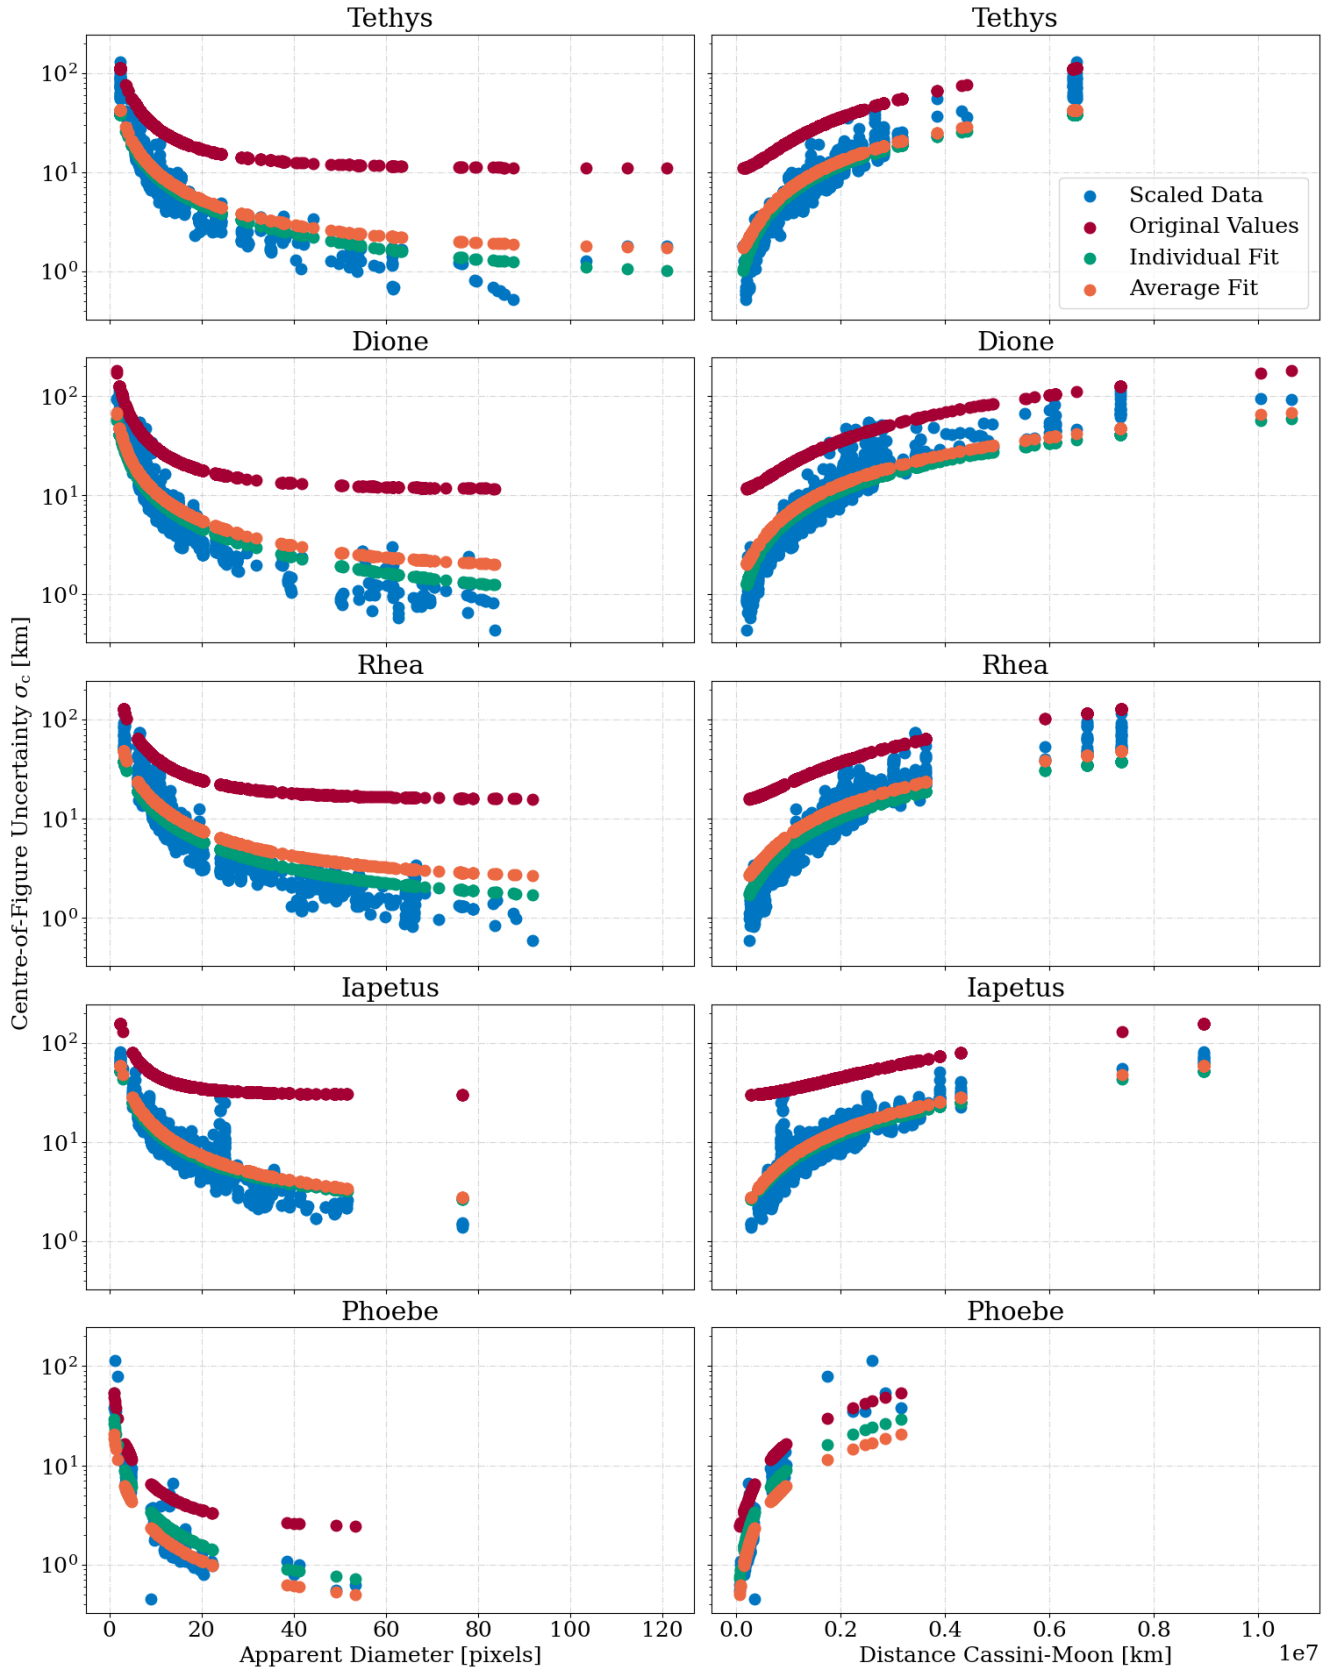 Tethys
Tethys
10²
10¹
10⁰
Scaled Data
Original Values
Individual Fit
Average Fit
Dione
Dione
10²
10¹
10⁰
Rhea
Rhea
10²
10¹
10⁰
Centre-of-Figure Uncertainty σc [km]
Iapetus
Iapetus
10²
10¹
10⁰
Phoebe
Phoebe
10²
10¹
10⁰
0 20 40 60 80 100 120
0.0 0.2 0.4 0.6 0.8 1.0
Apparent Diameter [pixels]
Distance Cassini-Moon [km]
1e7